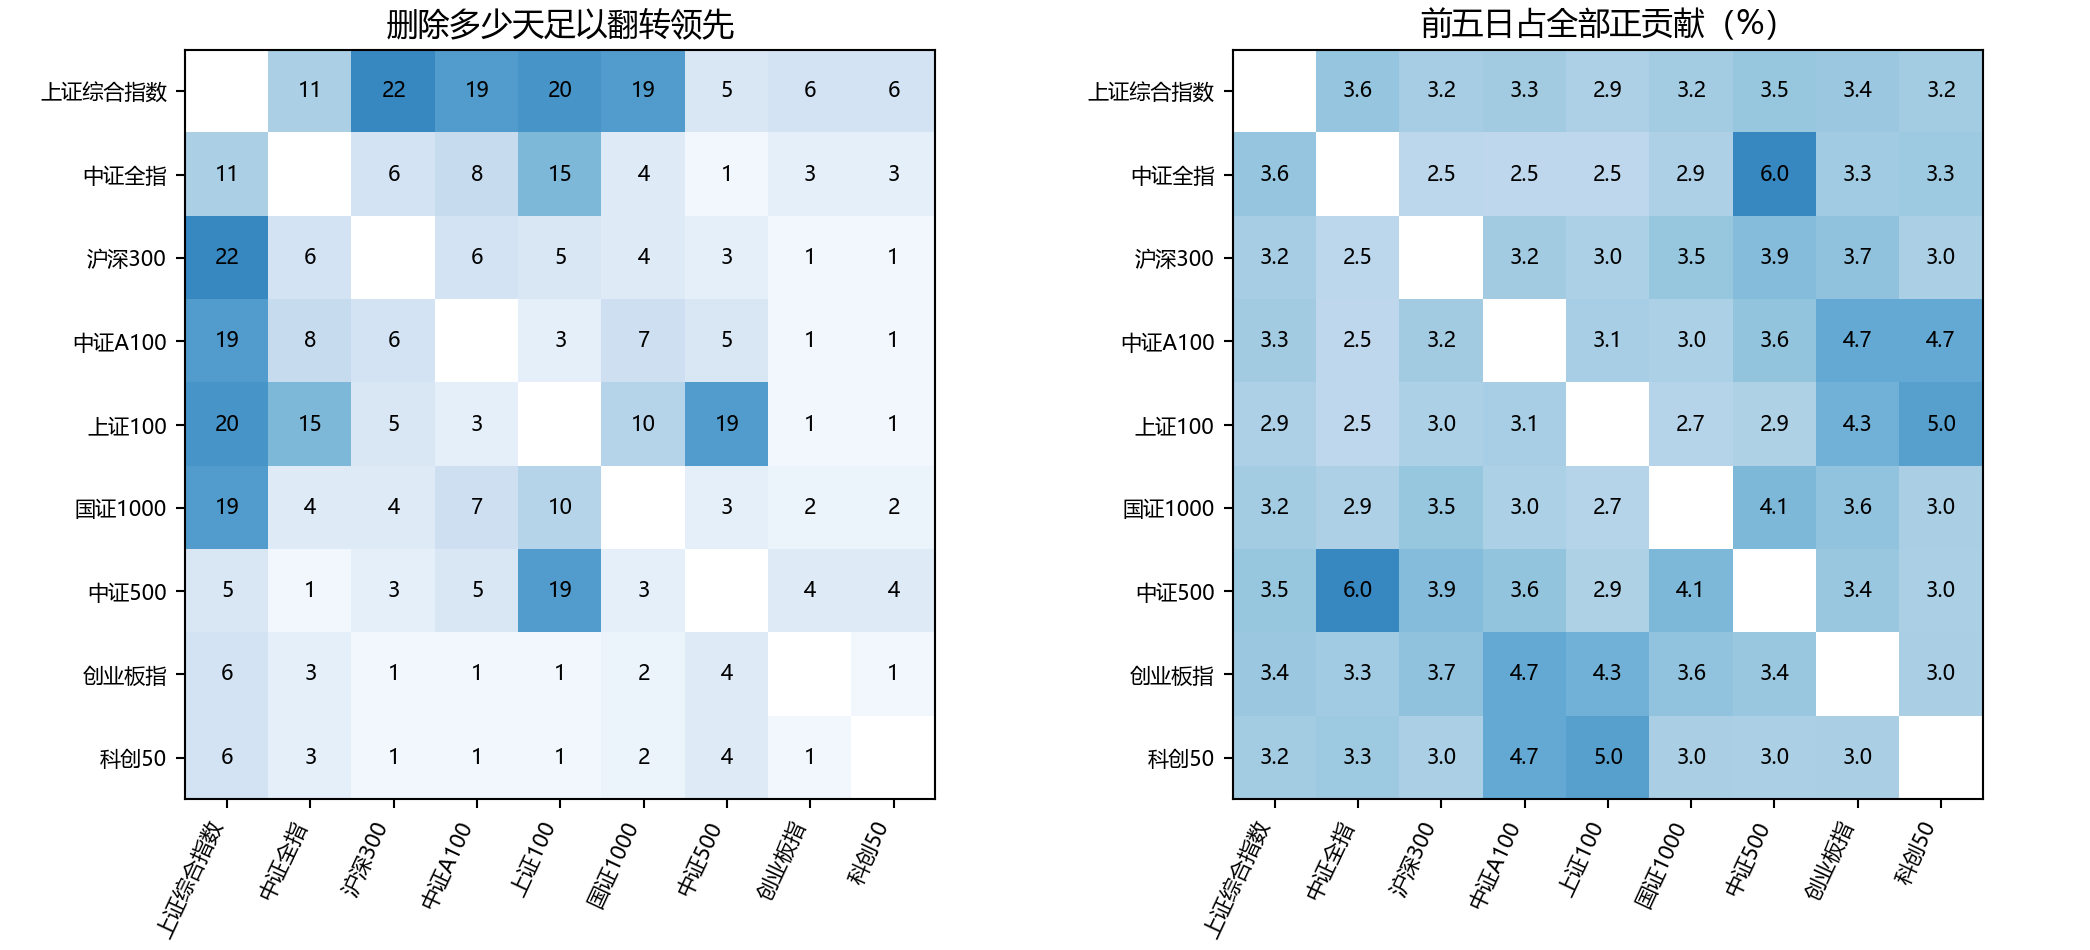 删除多少天足以翻转领先
上证综合指数 11 22 19 20 19 5 6 6
中证全指 11 6 8 15 4 1 3 3
沪深300 22 6 6 5 4 3 1 1
中证A100 19 8 6 3 7 5 1 1
上证100 20 15 5 3 10 19 1 1
国证1000 19 4 4 7 10 3 2 2
中证500 5 1 3 5 19 3 4 4
创业板指 6 3 1 1 1 2 4 1
科创50 6 3 1 1 1 2 4 1
上证综合指数 中证全指 沪深300 中证A100 上证100 国证1000 中证500 创业板指 科创50
前五日占全部正贡献（%）
上证综合指数 3.6 3.2 3.3 2.9 3.2 3.5 3.4 3.2
中证全指 3.6 2.5 2.5 2.5 2.9 6.0 3.3 3.3
沪深300 3.2 2.5 3.2 3.0 3.5 3.9 3.7 3.0
中证A100 3.3 2.5 3.2 3.1 3.0 3.6 4.7 4.7
上证100 2.9 2.5 3.0 3.1 2.7 2.9 4.3 5.0
国证1000 3.2 2.9 3.5 3.0 2.7 4.1 3.6 3.0
中证500 3.5 6.0 3.9 3.6 2.9 4.1 3.4 3.0
创业板指 3.4 3.3 3.7 4.7 4.3 3.6 3.4 3.0
科创50 3.2 3.3 3.0 4.7 5.0 3.0 3.0 3.0
上证综合指数 中证全指 沪深300 中证A100 上证100 国证1000 中证500 创业板指 科创50